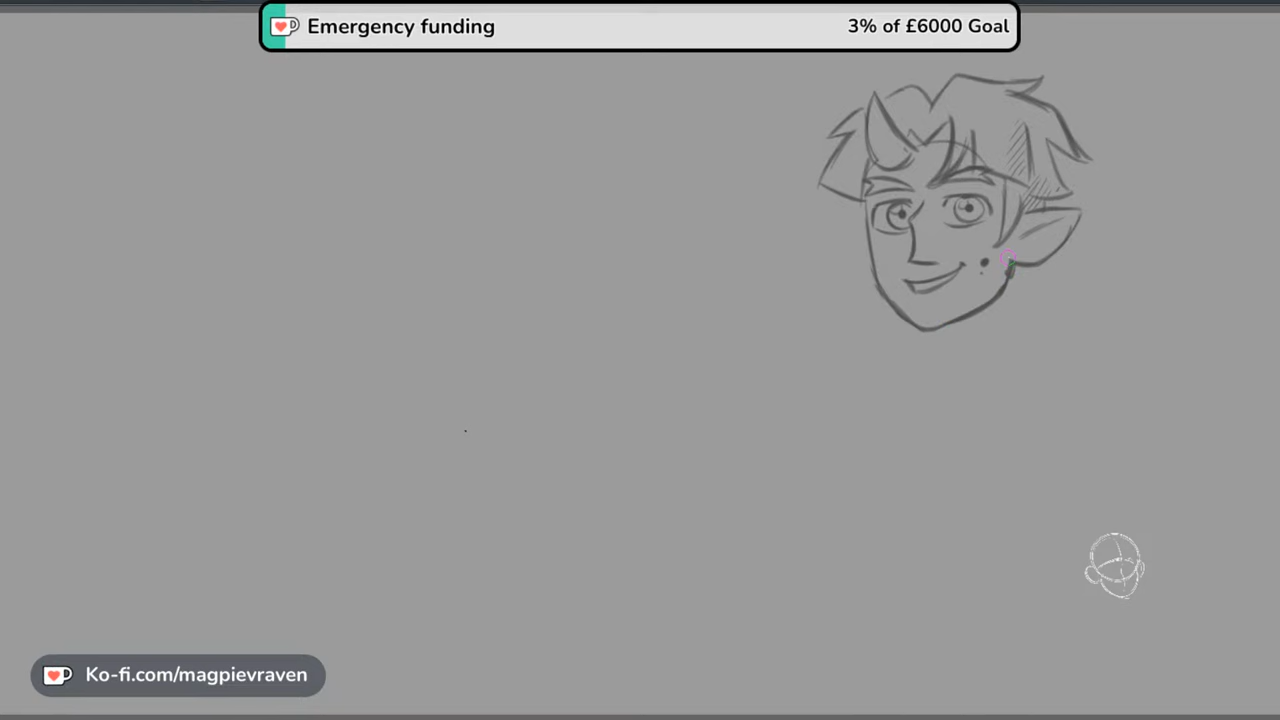 Emergency funding 3% of £6000 Goal
Ko-fi.com/magpievraven